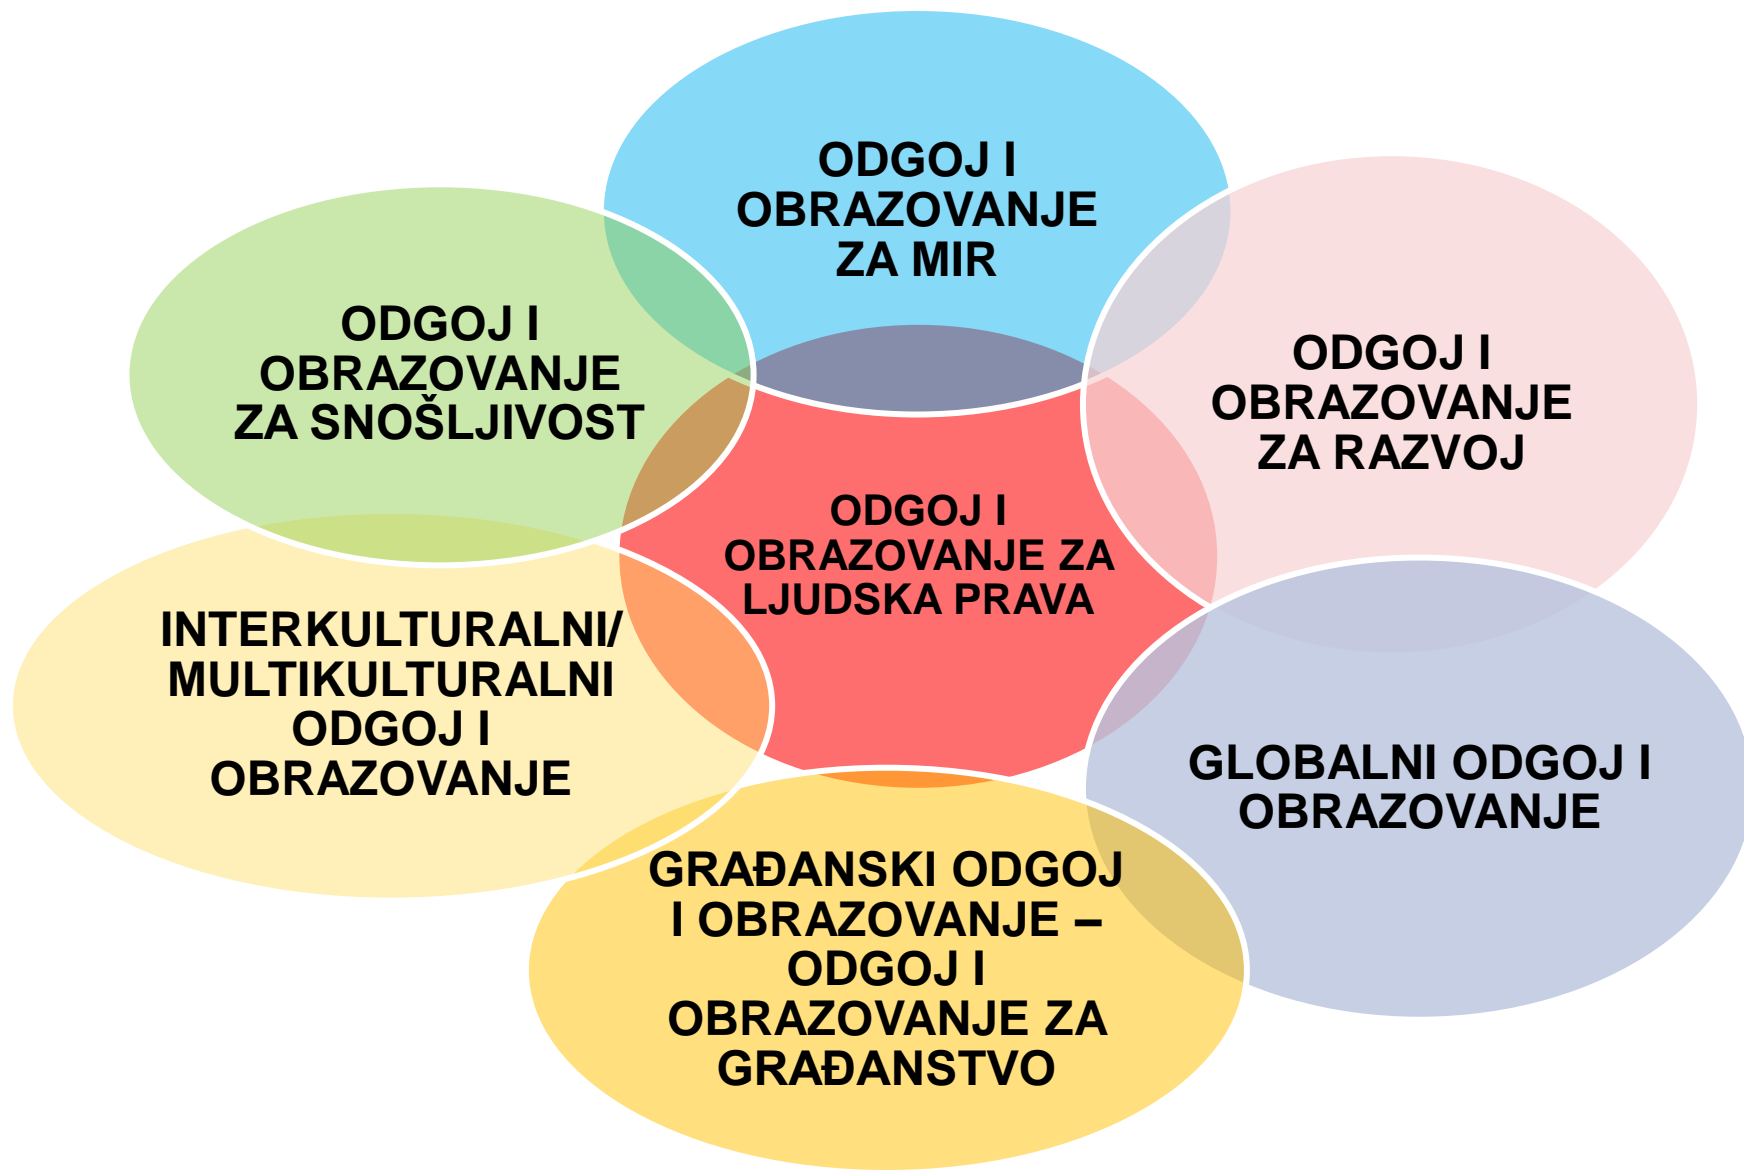 ODGOJ I
OBRAZOVANJE
ZA MIR
ODGOJ I
OBRAZOVANJE
ZA SNOŠLJIVOST
ODGOJ I
OBRAZOVANJE
ZA RAZVOJ
ODGOJ I
OBRAZOVANJE ZA
LJUDSKA PRAVA
INTERKULTURALNI/
MULTIKULTURALNI
ODGOJ I
OBRAZOVANJE
GLOBALNI ODGOJ I
OBRAZOVANJE
GRAĐANSKI ODGOJ
I OBRAZOVANJE –
ODGOJ I
OBRAZOVANJE ZA
GRAĐANSTVO